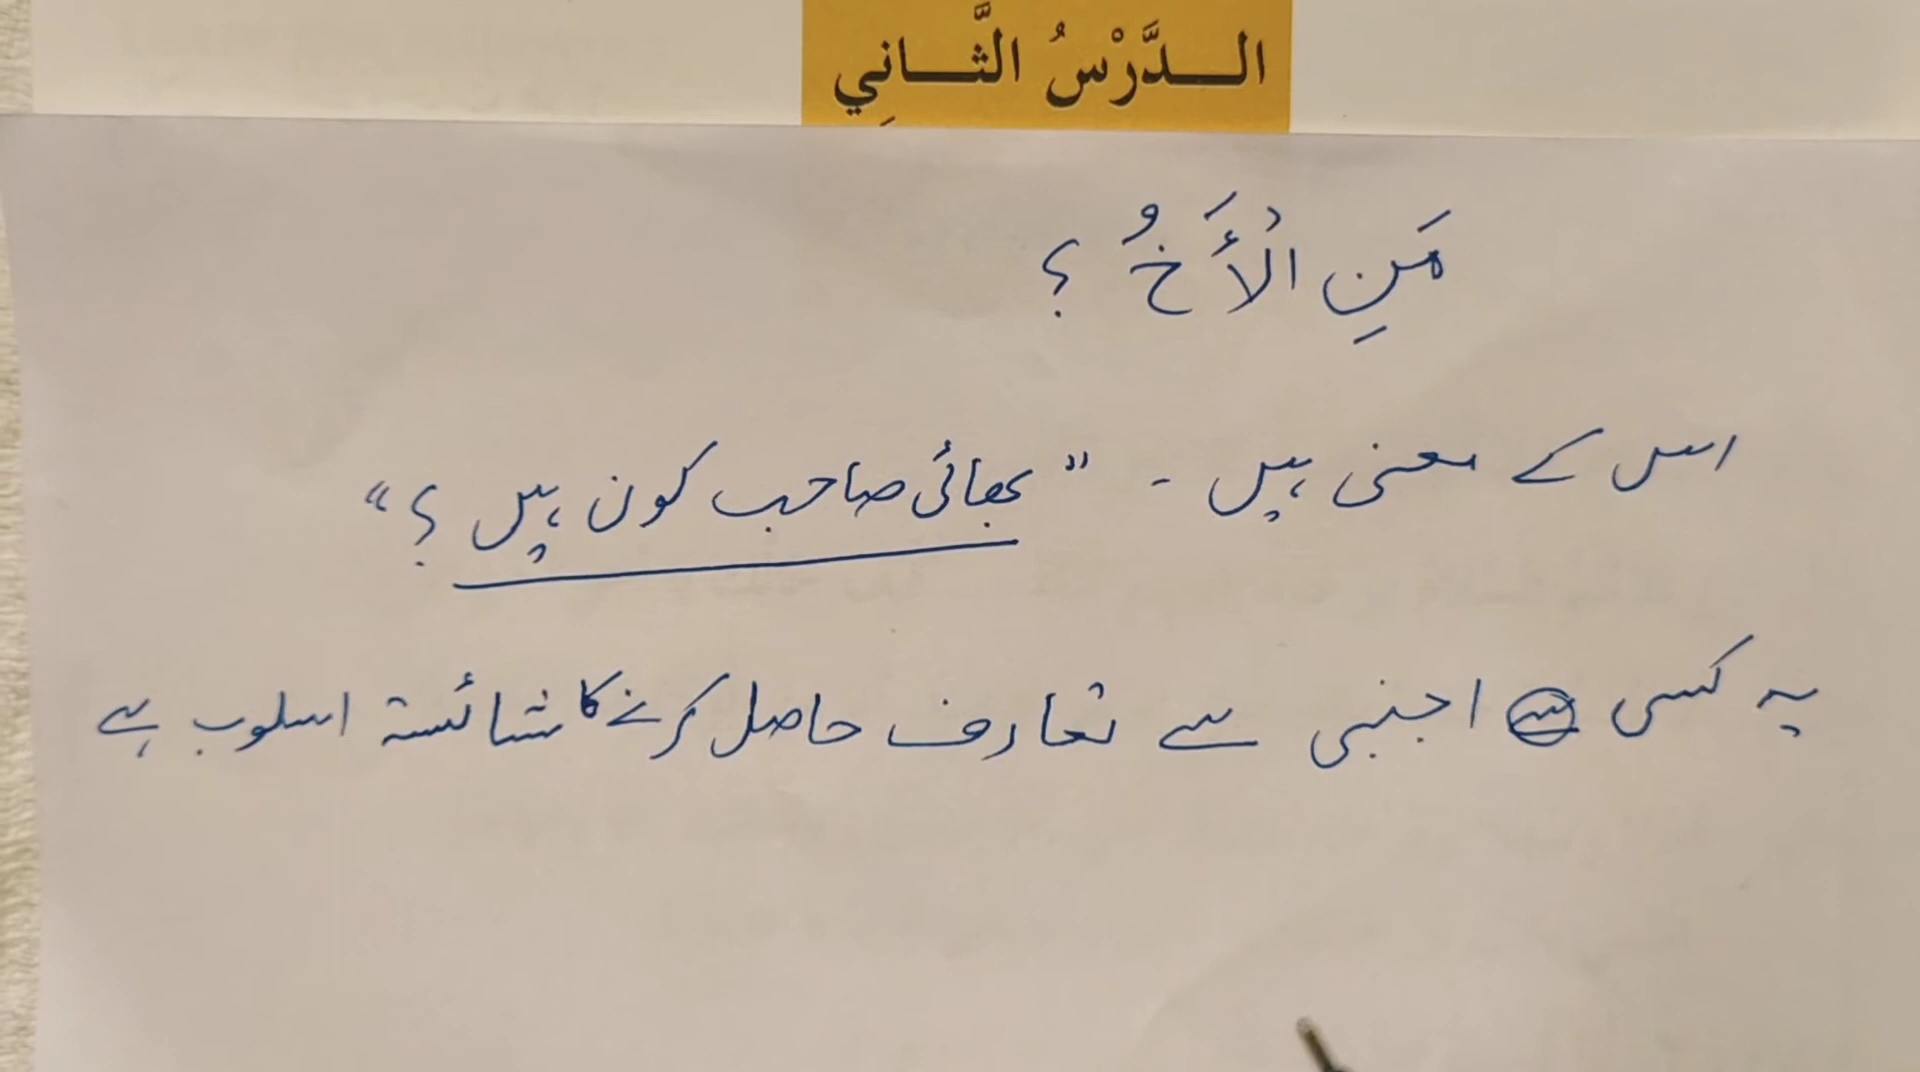 الدَّرْسُ الثَّانِي
مَنِ الْأَخُ ؟
اس کے معنی ہیں - " بھائی صاحب کون ہیں ؟ "
یہ کسی اجنبی سے تعارف حاصل کرنے کا شائستہ اسلوب ہے